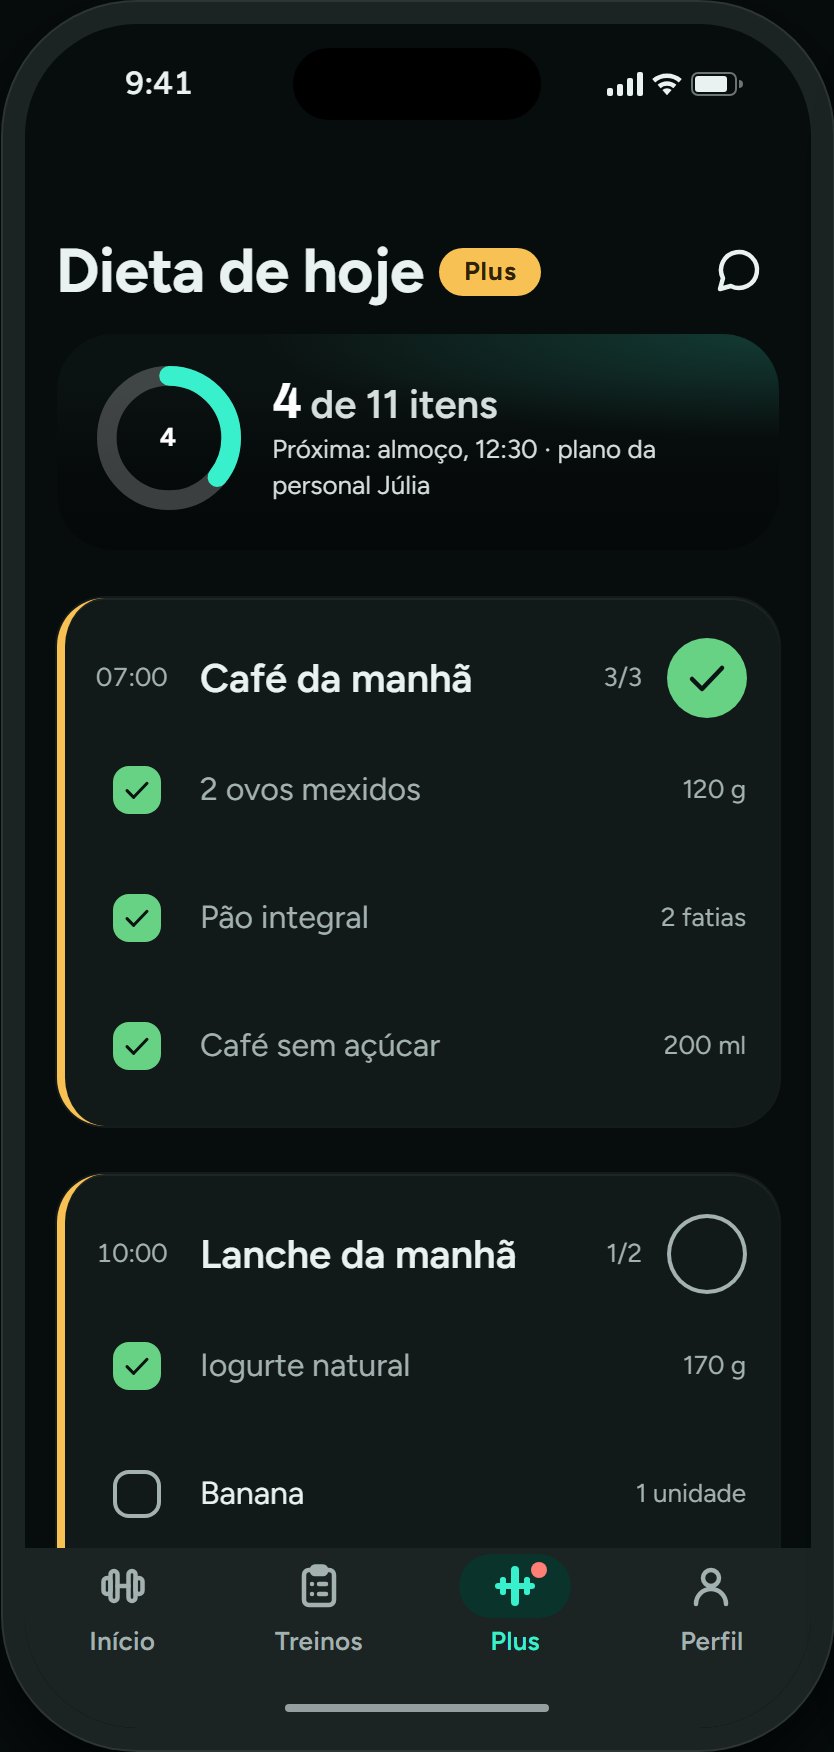 9:41
Dieta de hoje Plus
4
4 de 11 itens
Próxima: almoço, 12:30 · plano da
personal Júlia
07:00 Café da manhã 3/3
2 ovos mexidos 120 g
Pão integral 2 fatias
Café sem açúcar 200 ml
10:00 Lanche da manhã 1/2
Iogurte natural 170 g
Banana 1 unidade
Início Treinos Plus Perfil